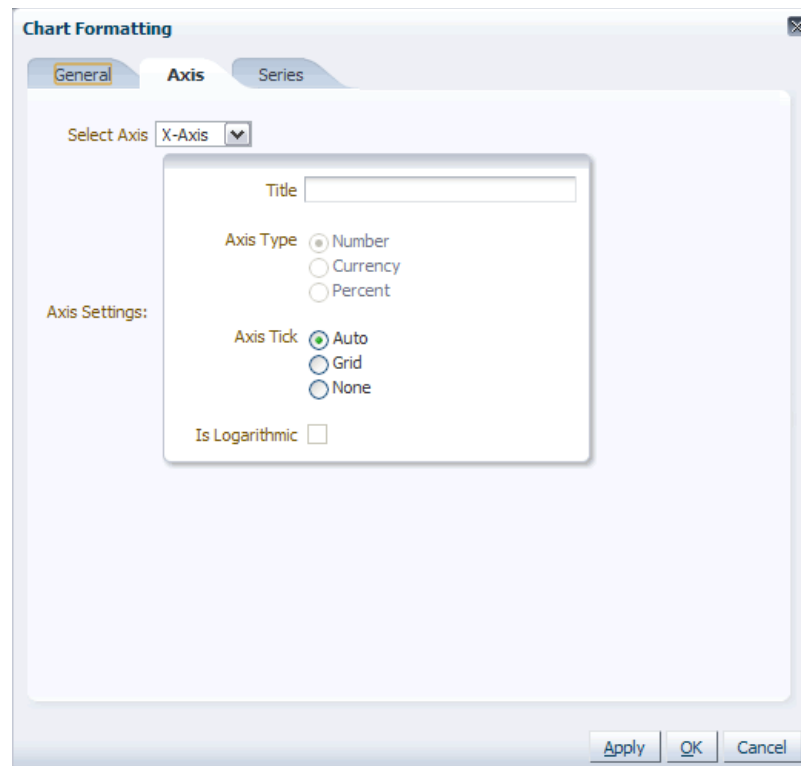 Chart Formatting
General Axis Series
Select Axis X-Axis
Title
Axis Type Number
Currency
Percent
Axis Settings:
Axis Tick Auto
Grid
None
Is Logarithmic
Apply OK Cancel